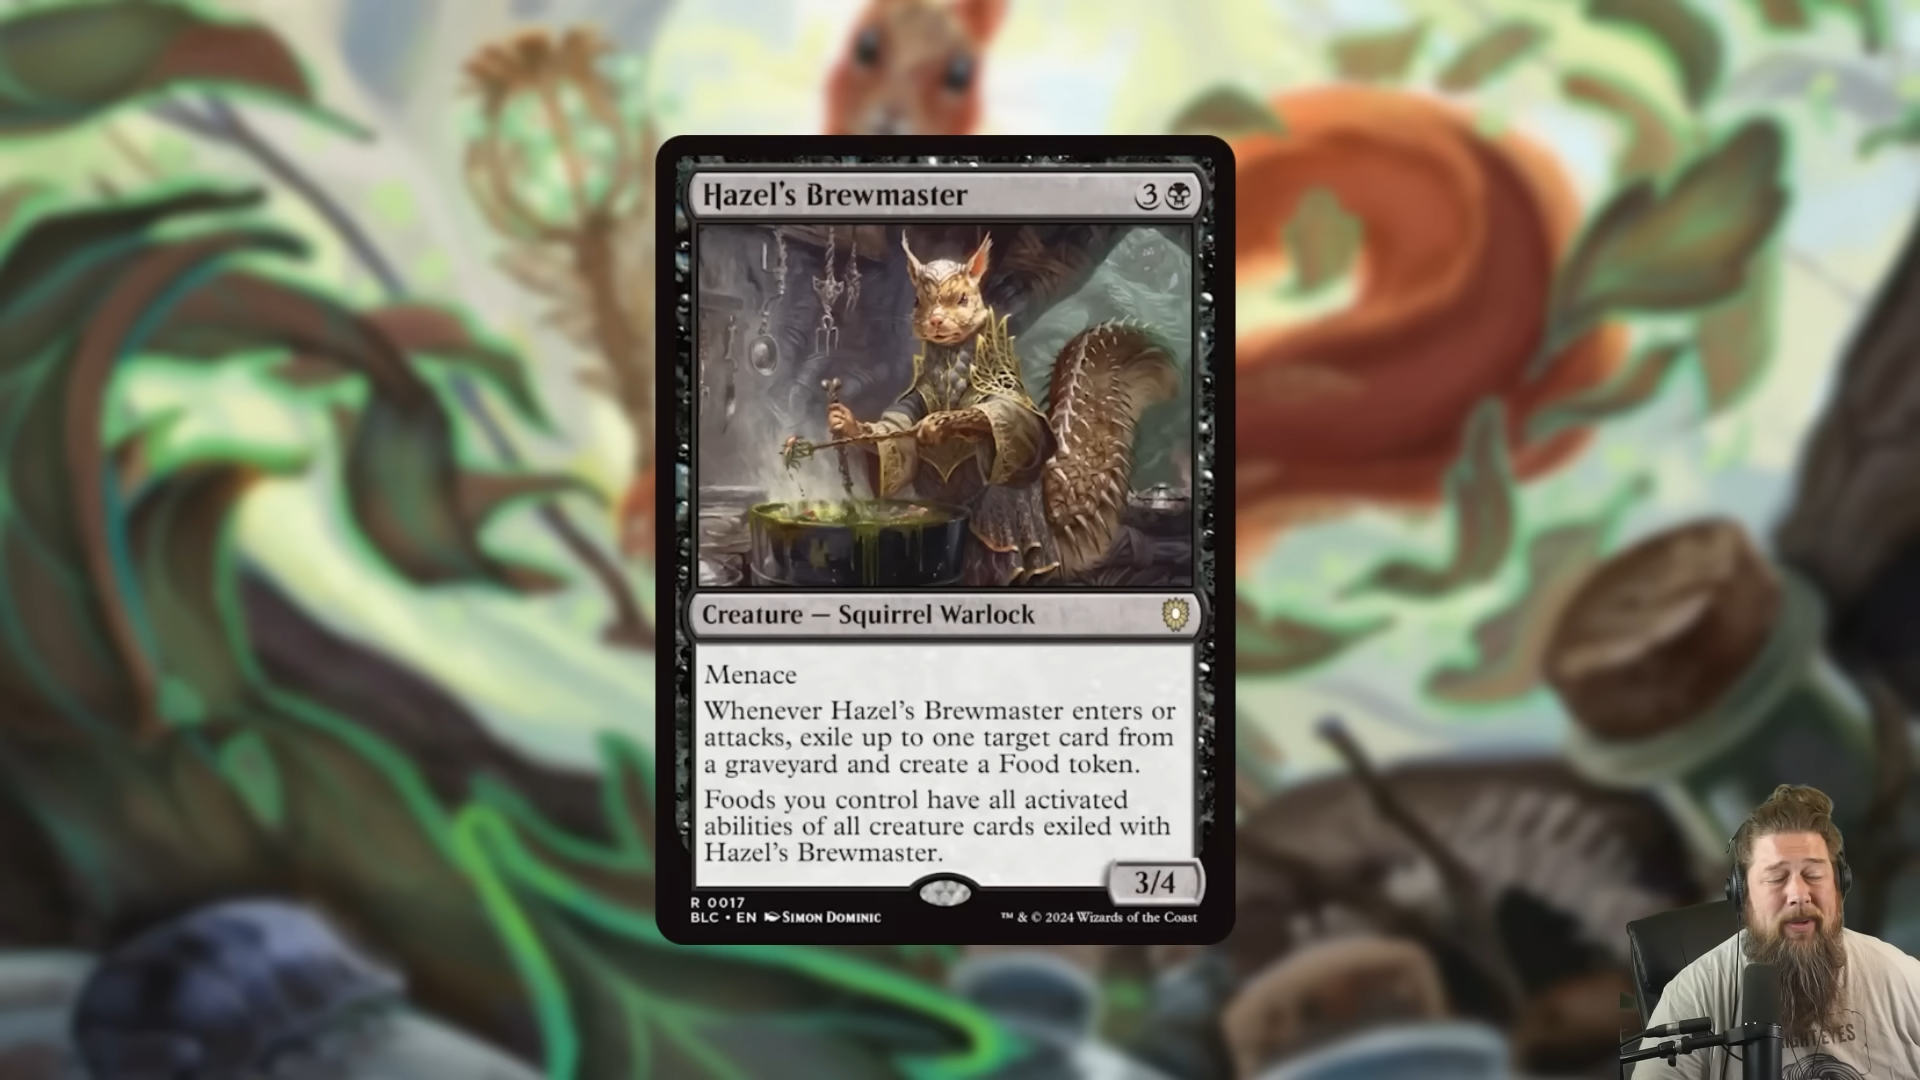 Hazel's Brewmaster
3
Creature — Squirrel Warlock
Menace
Whenever Hazel's Brewmaster enters or
attacks, exile up to one target card from
a graveyard and create a Food token.
Foods you control have all activated
abilities of all creature cards exiled with
Hazel's Brewmaster.
3/4
R 0017
BLC • EN SIMON DOMINIC
™ & © 2024 Wizards of the Coast
EYES